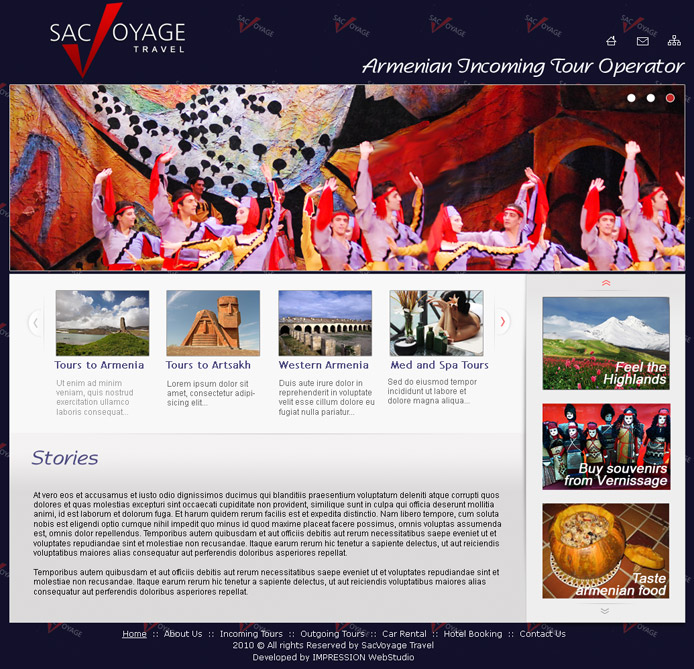 SACVOYAGE
TRAVEL
Armenian Incoming Tour Operator
Tours to Armenia
Ut enim ad minim
veniam, quis nostrud
exercitation ullamco
laboris consequat...
Tours to Artsakh
Lorem ipsum dolor sit
amet, consectetur adipi-
sicing elit...
Western Armenia
Duis aute irure dolor in
reprehenderit in voluptate
velit esse cillum dolore eu
fugiat nulla pariatur...
Med and Spa Tours
Sed do eiusmod tempor
incididunt ut labore et
dolore magna aliqua...
Feel the
Highlands
Buy souvenirs
from Vernissage
Taste
armenian food
Stories
At vero eos et accusamus et iusto odio dignissimos ducimus qui blanditiis praesentium voluptatum deleniti atque corrupti quos
dolores et quas molestias excepturi sint occaecati cupiditate non provident, similique sunt in culpa qui officia deserunt mollitia
animi, id est laborum et dolorum fuga. Et harum quidem rerum facilis est et expedita distinctio. Nam libero tempore, cum soluta
nobis est eligendi optio cumque nihil impedit quo minus id quod maxime placeat facere possimus, omnis voluptas assumenda
est, omnis dolor repellendus. Temporibus autem quibusdam et aut officiis debitis aut rerum necessitatibus saepe eveniet ut et
voluptates repudiandae sint et molestiae non recusandae. Itaque earum rerum hic tenetur a sapiente delectus, ut aut reiciendis
voluptatibus maiores alias consequatur aut perferendis doloribus asperiores repellat.
Temporibus autem quibusdam et aut officiis debitis aut rerum necessitatibus saepe eveniet ut et voluptates repudiandae sint et
molestiae non recusandae. Itaque earum rerum hic tenetur a sapiente delectus, ut aut reiciendis voluptatibus maiores alias
consequatur aut perferendis doloribus asperiores repellat.
Home :: About Us :: Incoming Tours :: Outgoing Tours :: Car Rental :: Hotel Booking :: Contact Us
2010 © All rights Reserved by SacVoyage Travel
Developed by IMPRESSION WebStudio